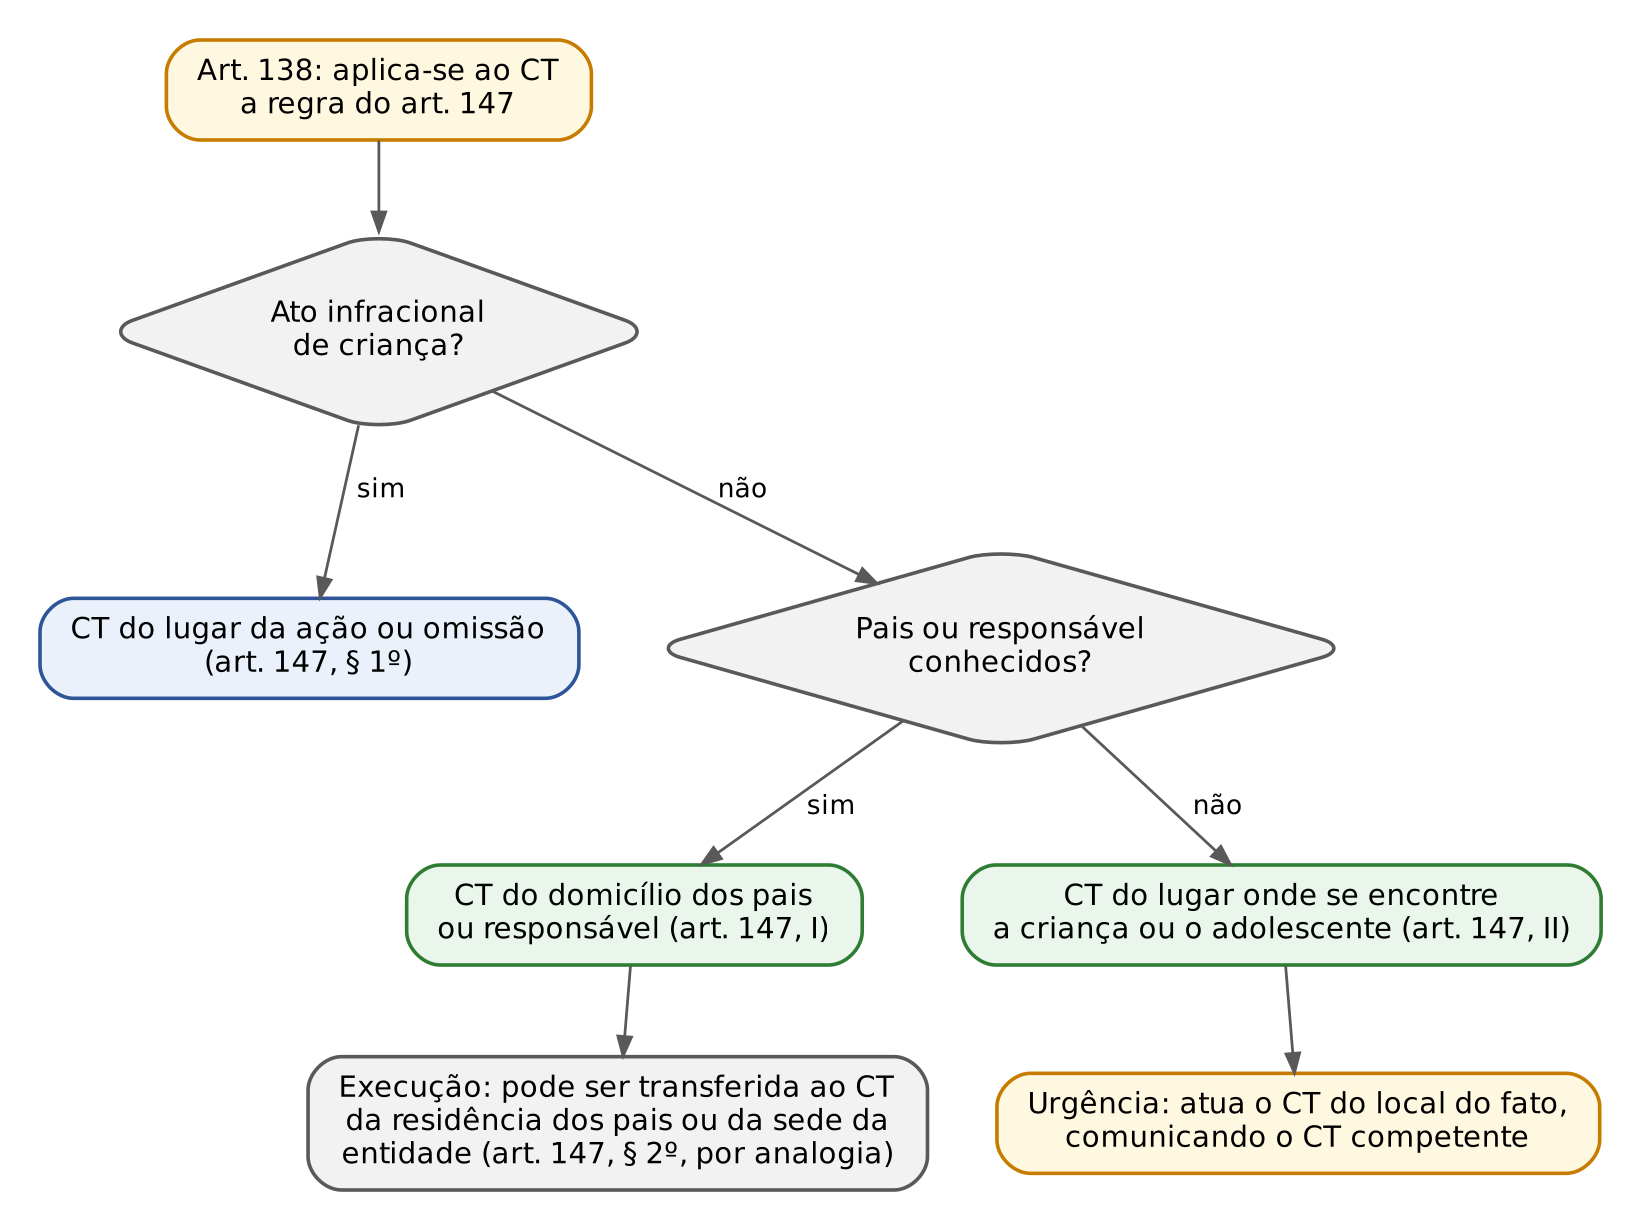 Art. 138: aplica-se ao CT
a regra do art. 147
Ato infracional
de criança?
sim
não
CT do lugar da ação ou omissão
(art. 147, § 1º)
Pais ou responsável
conhecidos?
sim
não
CT do domicílio dos pais
ou responsável (art. 147, I)
CT do lugar onde se encontre
a criança ou o adolescente (art. 147, II)
Execução: pode ser transferida ao CT
da residência dos pais ou da sede da
entidade (art. 147, § 2º, por analogia)
Urgência: atua o CT do local do fato,
comunicando o CT competente